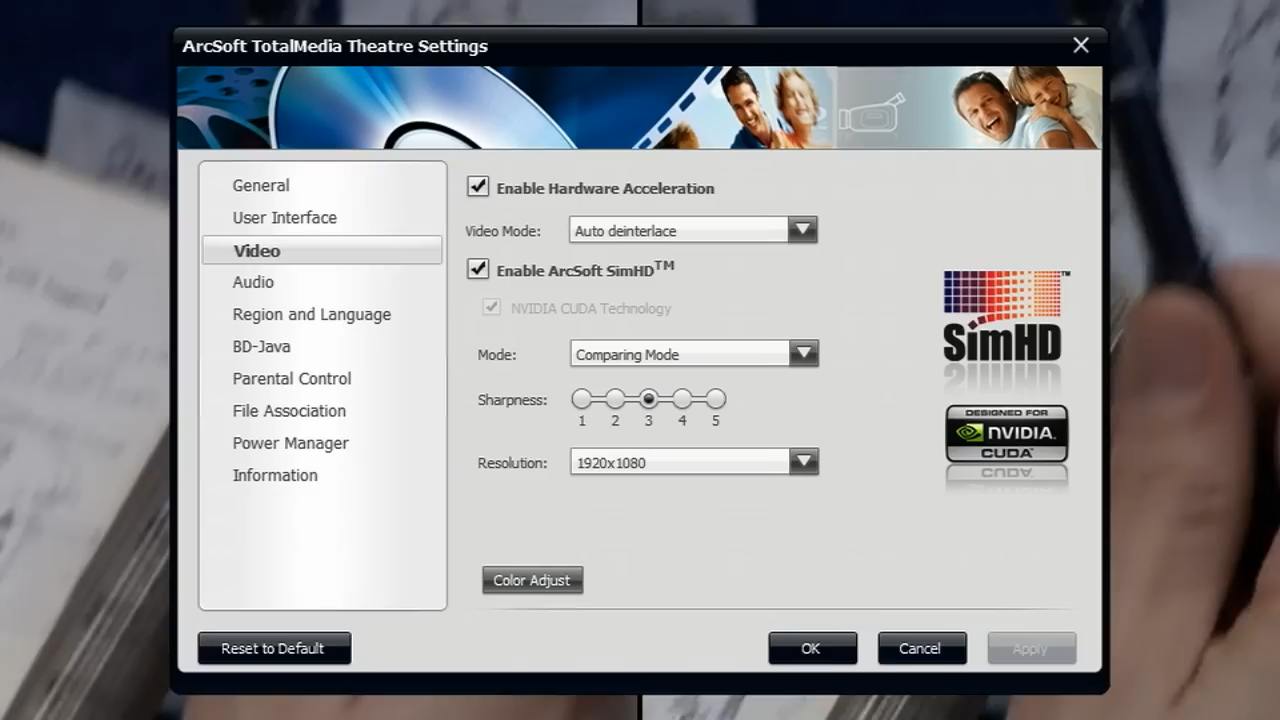 ArcSoft TotalMedia Theatre Settings
General
User Interface
Video
Audio
Region and Language
BD-Java
Parental Control
File Association
Power Manager
Information
Enable Hardware Acceleration
Video Mode: Auto deinterlace
Enable ArcSoft SimHD™
NVIDIA CUDA Technology
Mode: Comparing Mode
Sharpness:
1 2 3 4 5
Resolution: 1920x1080
SimHD™
DESIGNED FOR
NVIDIA.
CUDA™
Color Adjust
Reset to Default
OK Cancel Apply